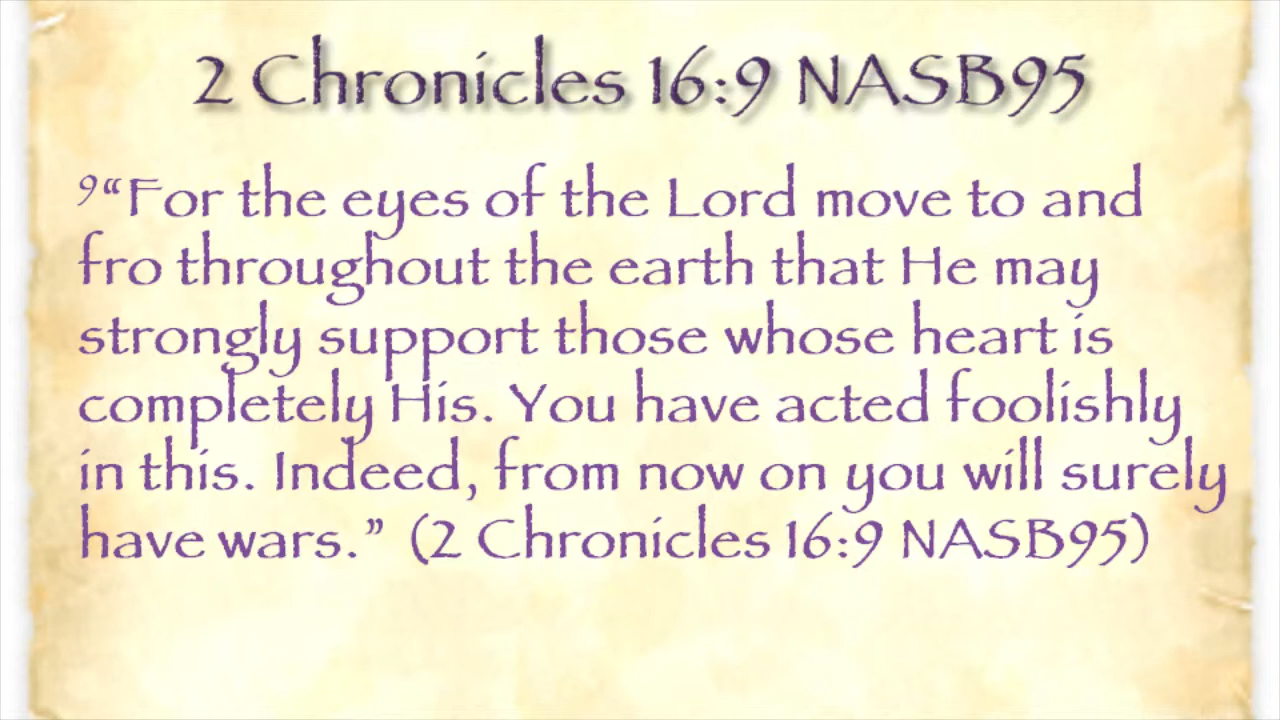 2 Chronicles 16:9 NASB95
⁹“For the eyes of the Lord move to and
fro throughout the earth that He may
strongly support those whose heart is
completely His. You have acted foolishly
in this. Indeed, from now on you will surely
have wars.” (2 Chronicles 16:9 NASB95)